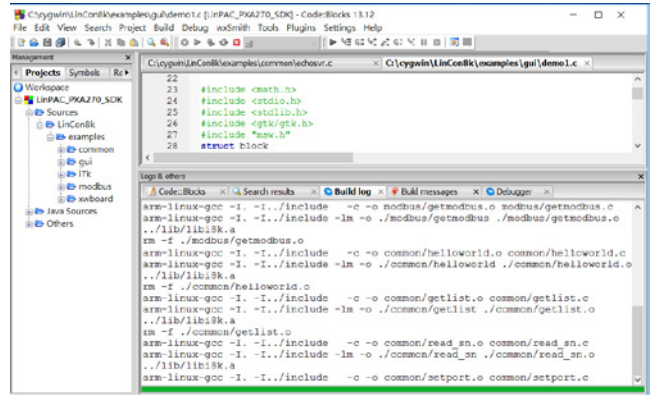 C:\cygwin\LinCon8k\examples\gui\demo1.c [LinPAC_PXA270_SDK] - Code::Blocks 13.12
File Edit View Search Project Build Debug wxSmith Tools Plugins Settings Help
Management
Projects Symbols
Workspace
LinPAC_PXA270_SDK
Sources
LinCon8k
examples
common
gui
i7k
modbus
xwboard
Java Sources
Others
C:\cygwin\LinCon8k\examples\common\echosvr.c
C:\cygwin\LinCon8k\examples\gui\demo1.c
22
23 #include <math.h>
24 #include <stdio.h>
25 #include <stdlib.h>
26 #include <gtk/gtk.h>
27 #include "msw.h"
28 struct block
Logs & others
Code::Blocks Search results Build log Build messages Debugger
arm-linux-gcc -I. -I../include -c -o modbus/getmodbus.o modbus/getmodbus.c
arm-linux-gcc -I. -I../include -lm -o ./modbus/getmodbus ./modbus/getmodbus.o
../lib/libi8k.a
rm -f ./modbus/getmodbus.o
arm-linux-gcc -I. -I../include -c -o common/helloworld.o common/helloworld.c
arm-linux-gcc -I. -I../include -lm -o ./common/helloworld ./common/helloworld.o
../lib/libi8k.a
rm -f ./common/helloworld.o
arm-linux-gcc -I. -I../include -c -o common/getlist.o common/getlist.c
arm-linux-gcc -I. -I../include -lm -o ./common/getlist ./common/getlist.o
../lib/libi8k.a
rm -f ./common/getlist.o
arm-linux-gcc -I. -I../include -c -o common/read_sn.o common/read_sn.c
arm-linux-gcc -I. -I../include -lm -o ./common/read_sn ./common/read_sn.o
../lib/libi8k.a
arm-linux-gcc -I. -I../include -c -o common/setport.o common/setport.c